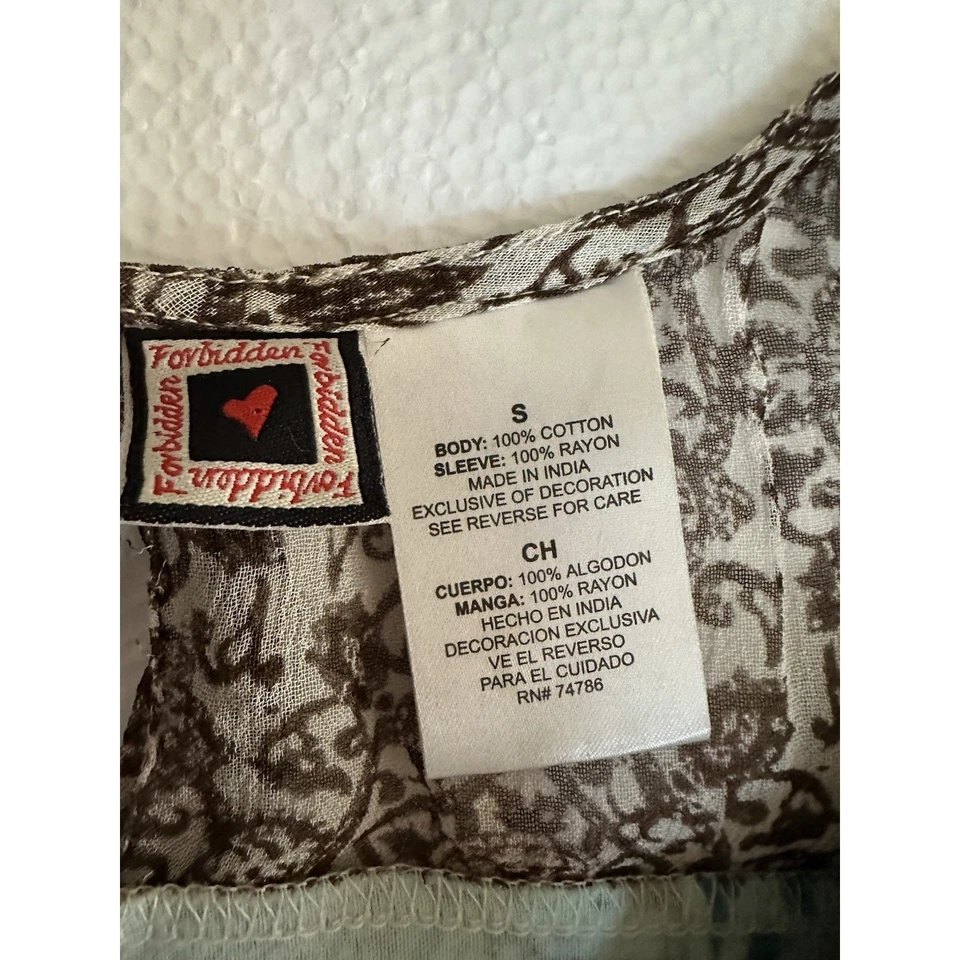 Forbidden
Forbidden
Forbidden
Forbidden
S
BODY: 100% COTTON
SLEEVE: 100% RAYON
MADE IN INDIA
EXCLUSIVE OF DECORATION
SEE REVERSE FOR CARE
CH
CUERPO: 100% ALGODON
MANGA: 100% RAYON
HECHO EN INDIA
DECORACION EXCLUSIVA
VE EL REVERSO
PARA EL CUIDADO
RN# 74786